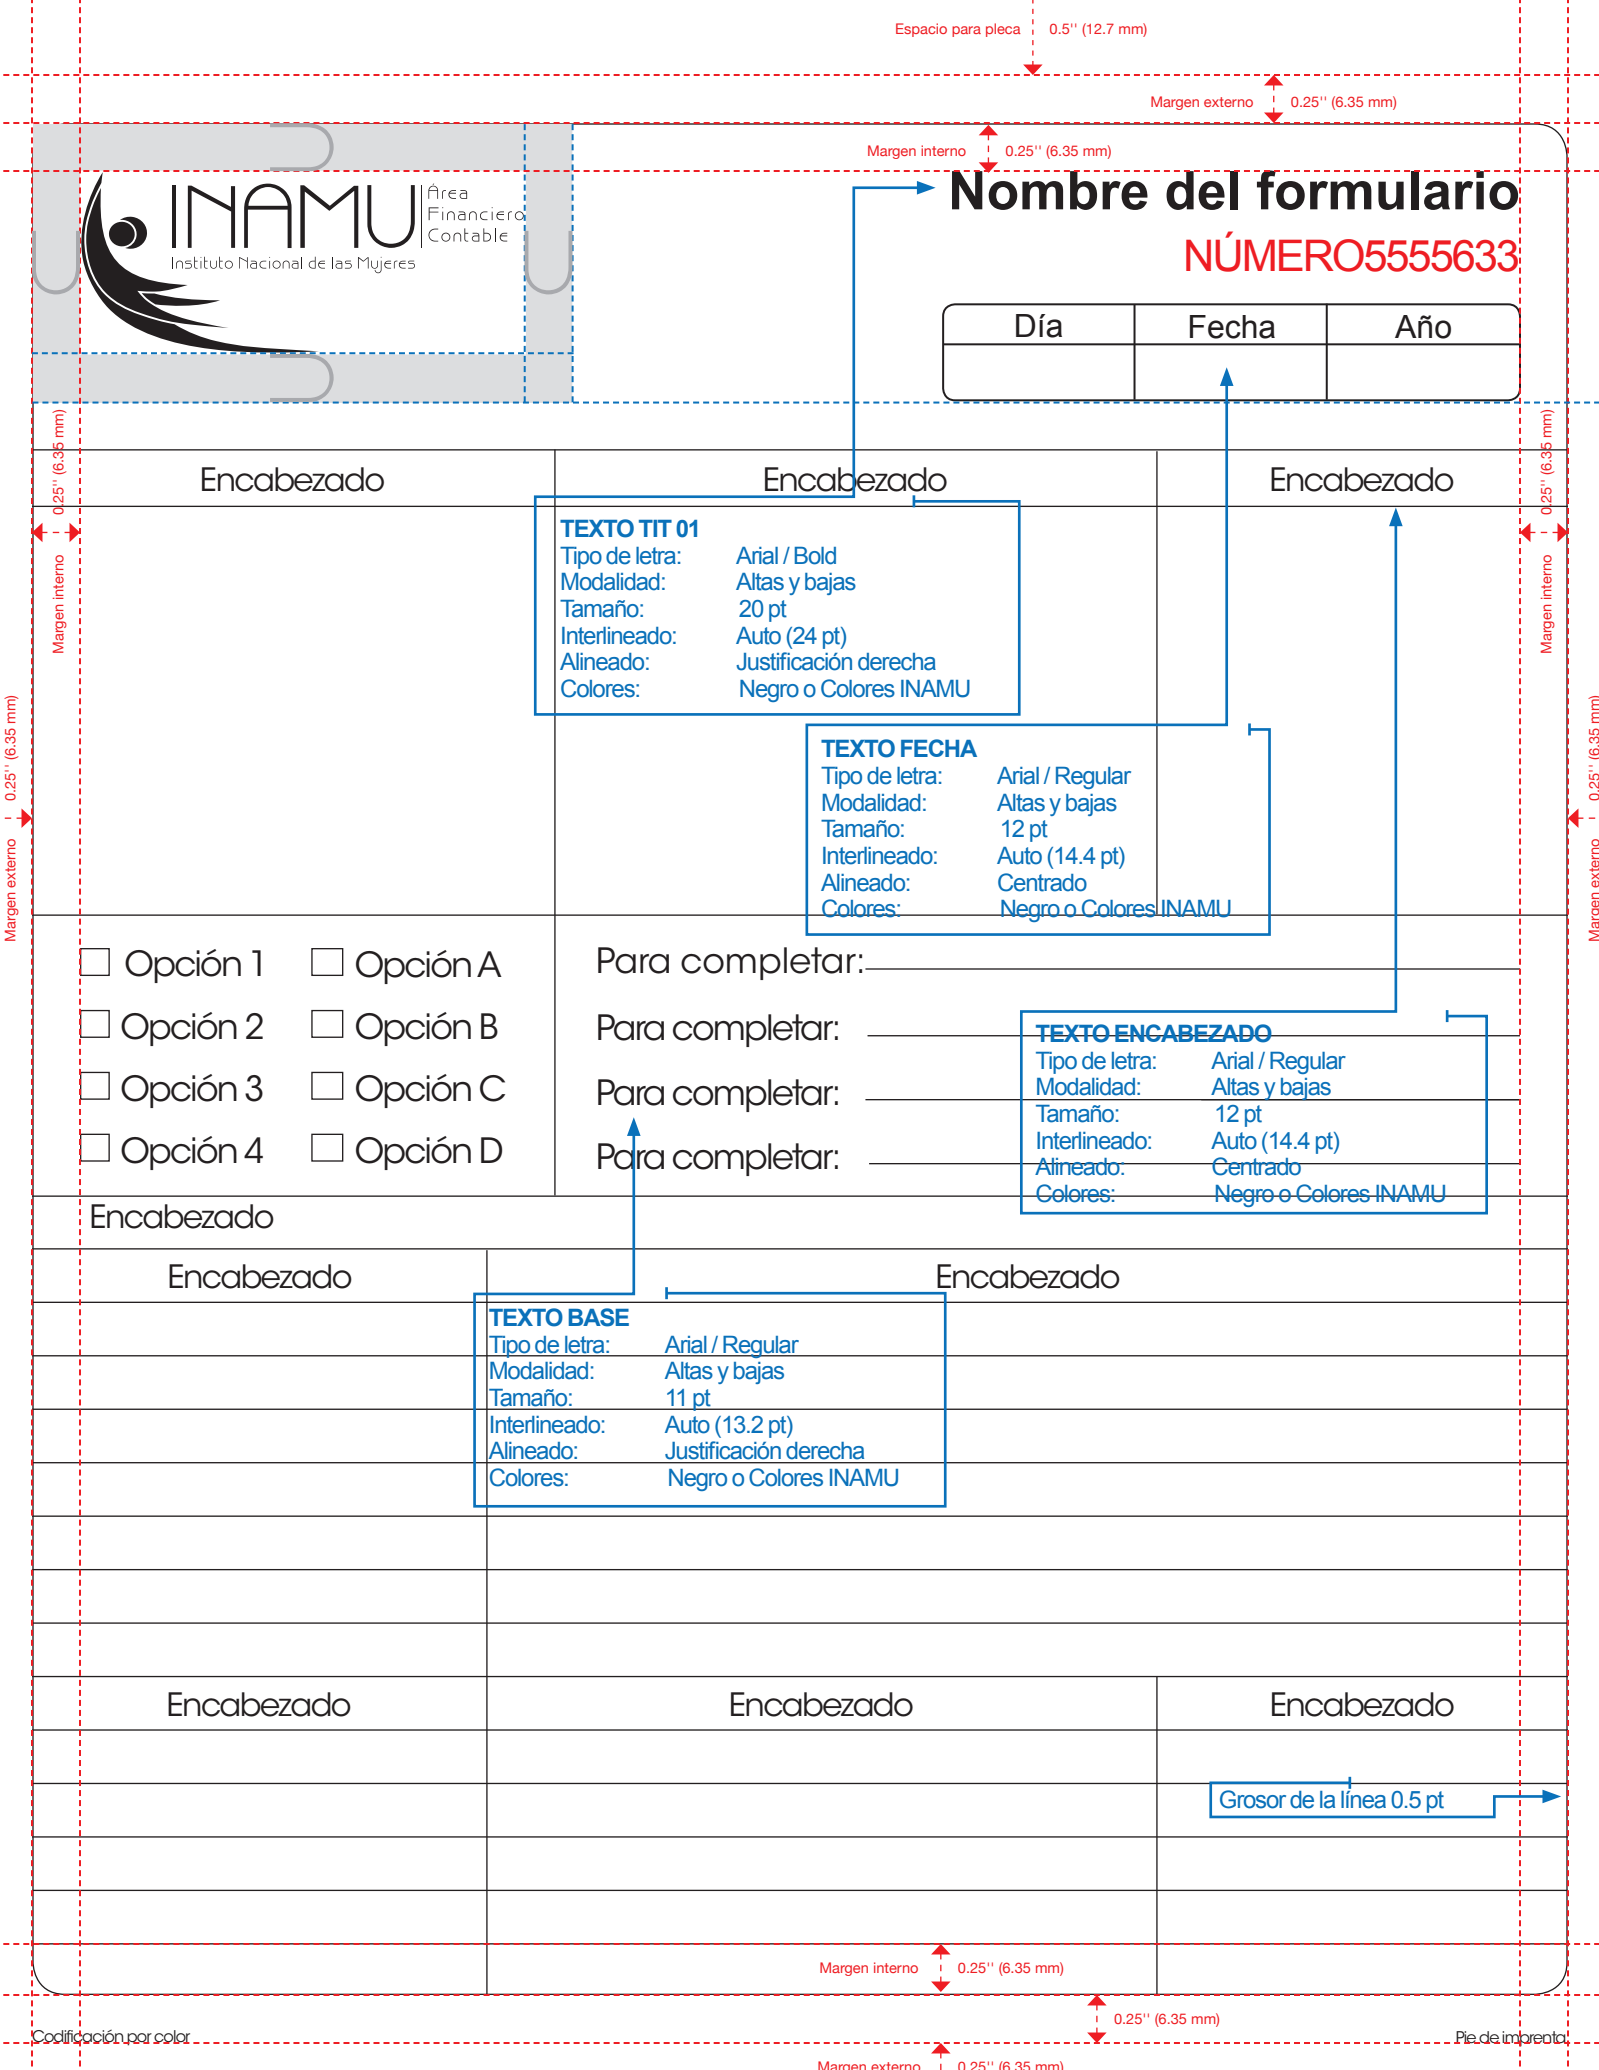 Espacio para pleca 0.5'' (12.7 mm)
Margen externo 0.25'' (6.35 mm)
Margen interno 0.25'' (6.35 mm)
INAMU
Área
Financiero
Contable
Instituto Nacional de las Mujeres
Nombre del formulario
NÚMERO5555633
Día Fecha Año
Encabezado Encabezado Encabezado
Margen interno 0.25'' (6.35 mm)
Margen interno 0.25'' (6.35 mm)
Margen externo 0.25'' (6.35 mm)
Margen externo 0.25'' (6.35 mm)
TEXTO TIT 01
Tipo de letra: Arial / Bold
Modalidad: Altas y bajas
Tamaño: 20 pt
Interlineado: Auto (24 pt)
Alineado: Justificación derecha
Colores: Negro o Colores INAMU
TEXTO FECHA
Tipo de letra: Arial / Regular
Modalidad: Altas y bajas
Tamaño: 12 pt
Interlineado: Auto (14.4 pt)
Alineado: Centrado
Colores: Negro o Colores INAMU
Opción 1 Opción A
Opción 2 Opción B
Opción 3 Opción C
Opción 4 Opción D
Para completar:
Para completar:
Para completar:
Para completar:
TEXTO ENCABEZADO
Tipo de letra: Arial / Regular
Modalidad: Altas y bajas
Tamaño: 12 pt
Interlineado: Auto (14.4 pt)
Alineado: Centrado
Colores: Negro o Colores INAMU
Encabezado
Encabezado Encabezado
TEXTO BASE
Tipo de letra: Arial / Regular
Modalidad: Altas y bajas
Tamaño: 11 pt
Interlineado: Auto (13.2 pt)
Alineado: Justificación derecha
Colores: Negro o Colores INAMU
Encabezado Encabezado Encabezado
Grosor de la línea 0.5 pt
Margen interno 0.25'' (6.35 mm)
0.25'' (6.35 mm)
Codificación por color Pie de imprenta
Margen externo 0.25'' (6.35 mm)